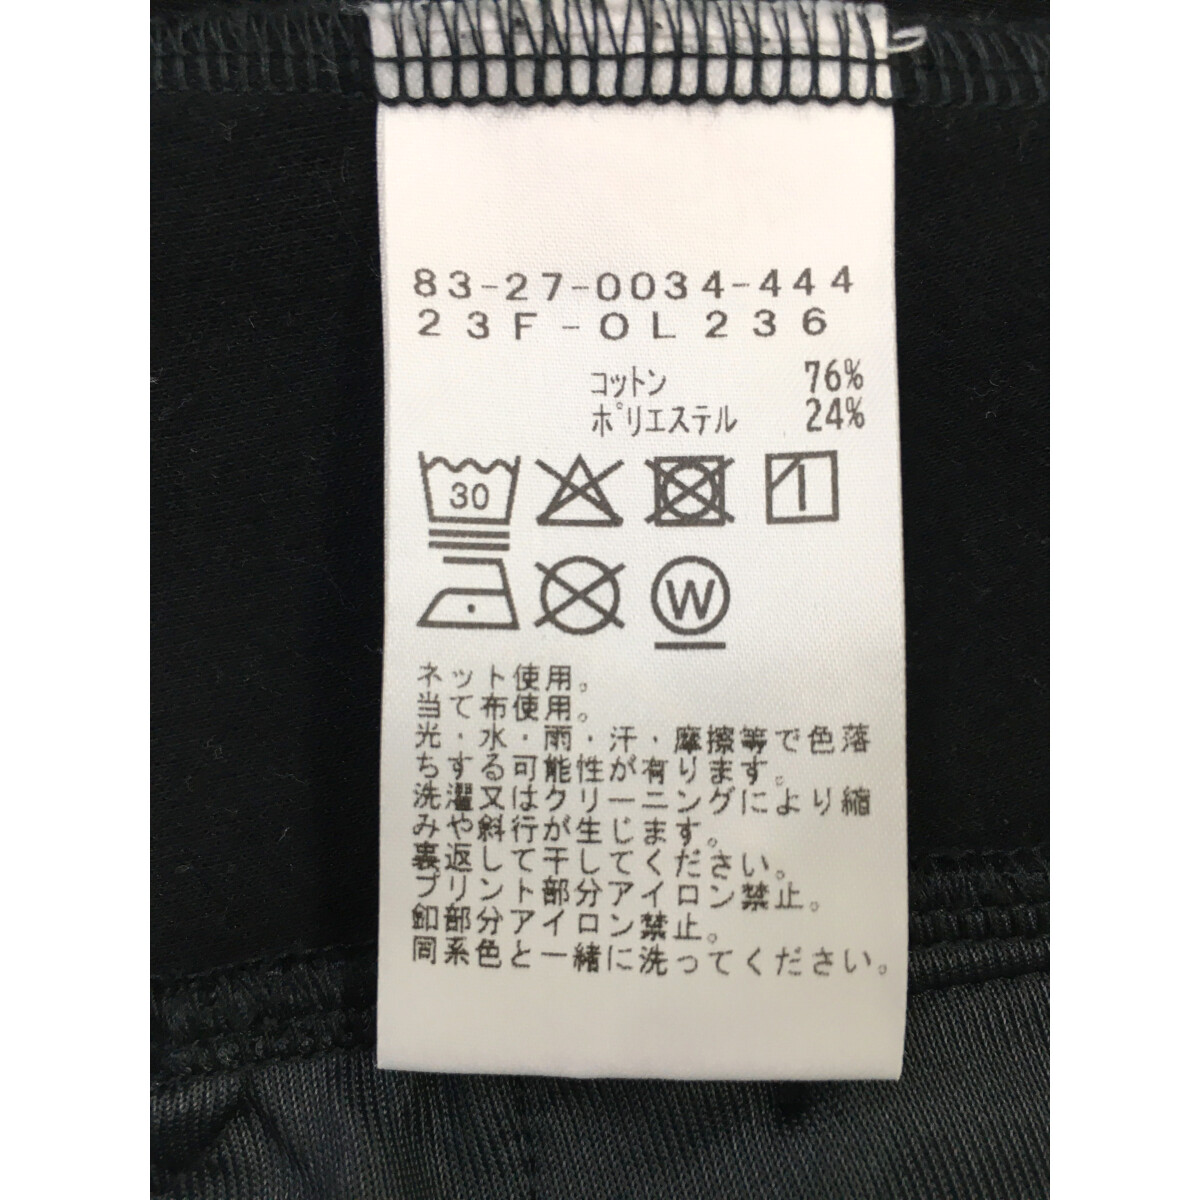 83-27-0034-444
23F-OL236
コットン 76%
ポリエステル 24%
30
W
ネット使用。
当て布使用。
光・水・雨・汗・摩擦等で色落
ちする可能性が有ります。
洗濯又はクリーニングにより縮
みや斜行が生じます。
裏返して干してください。
プリント部分アイロン禁止。
釦部分アイロン禁止。
同系色と一緒に洗ってください。